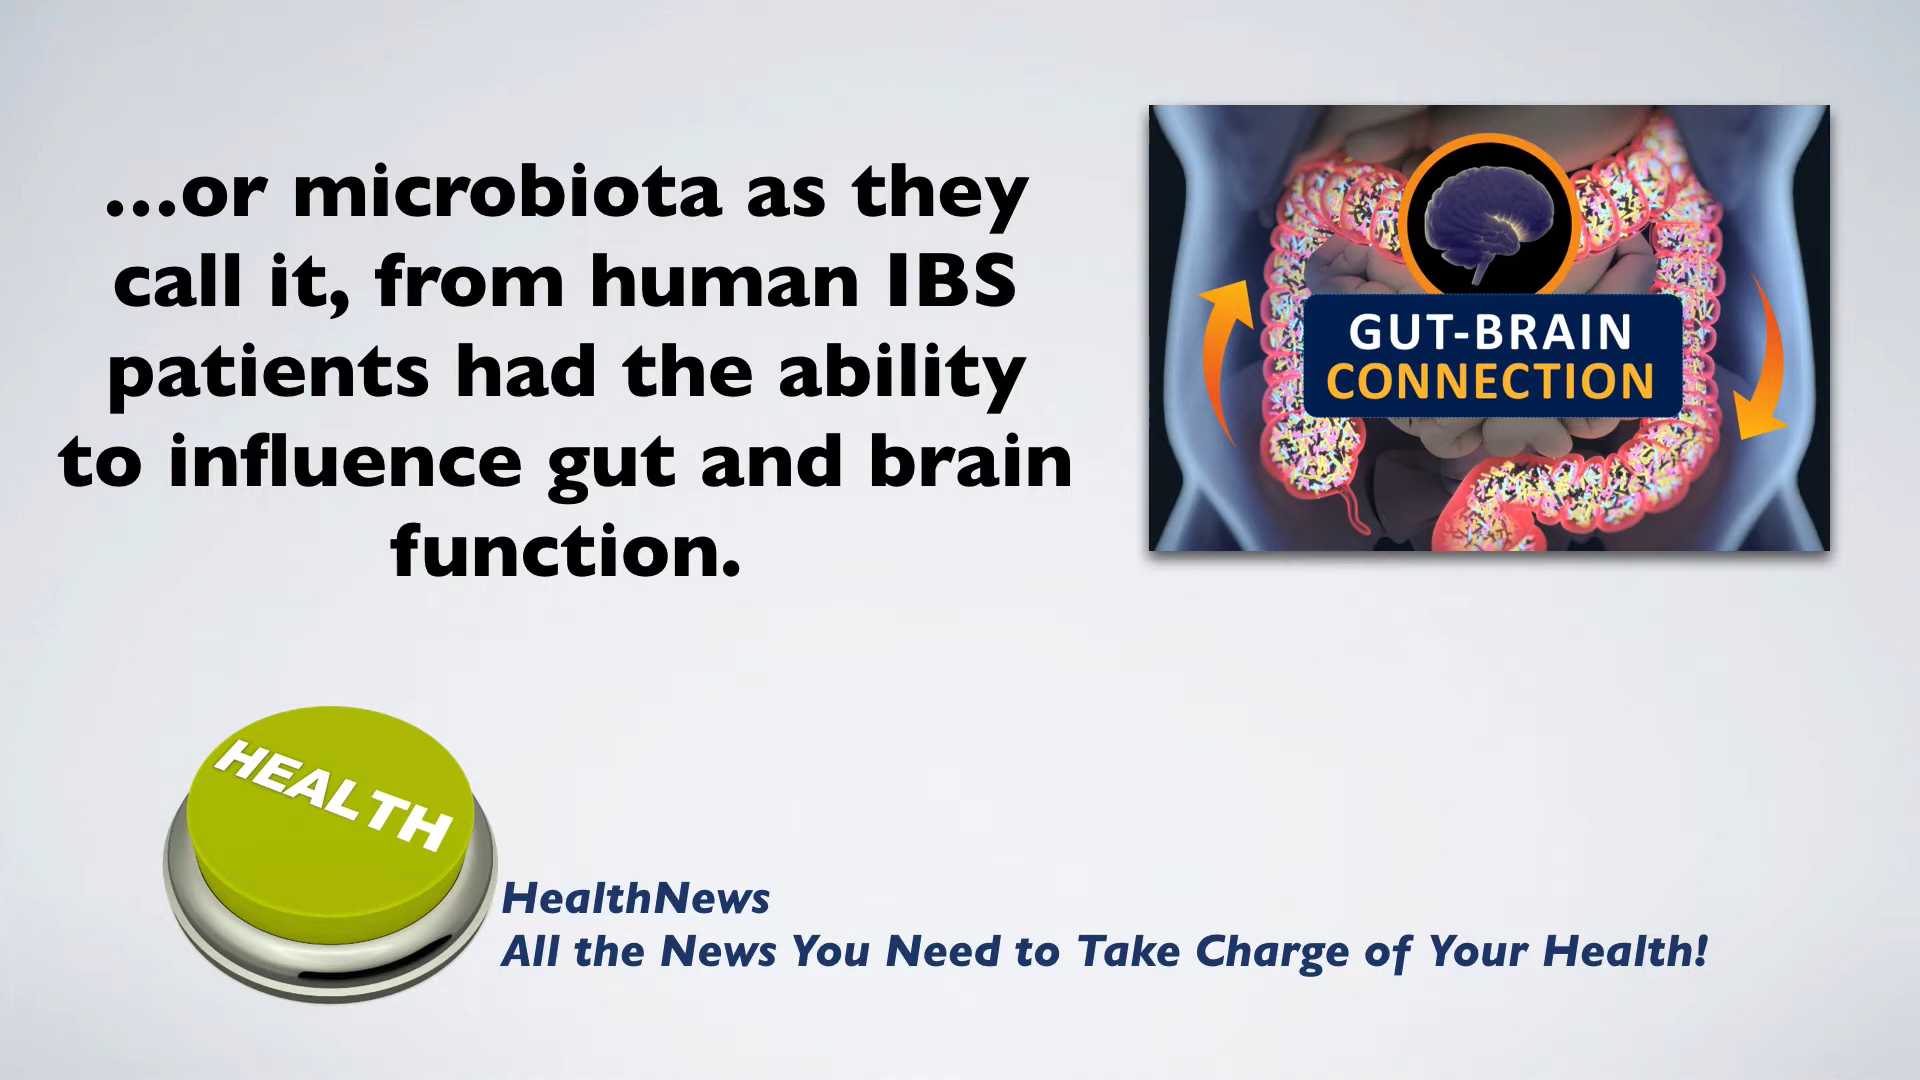 ...or microbiota as they
call it, from human IBS
patients had the ability
to influence gut and brain
function.
GUT-BRAIN
CONNECTION
HEALTH
HealthNews
All the News You Need to Take Charge of Your Health!